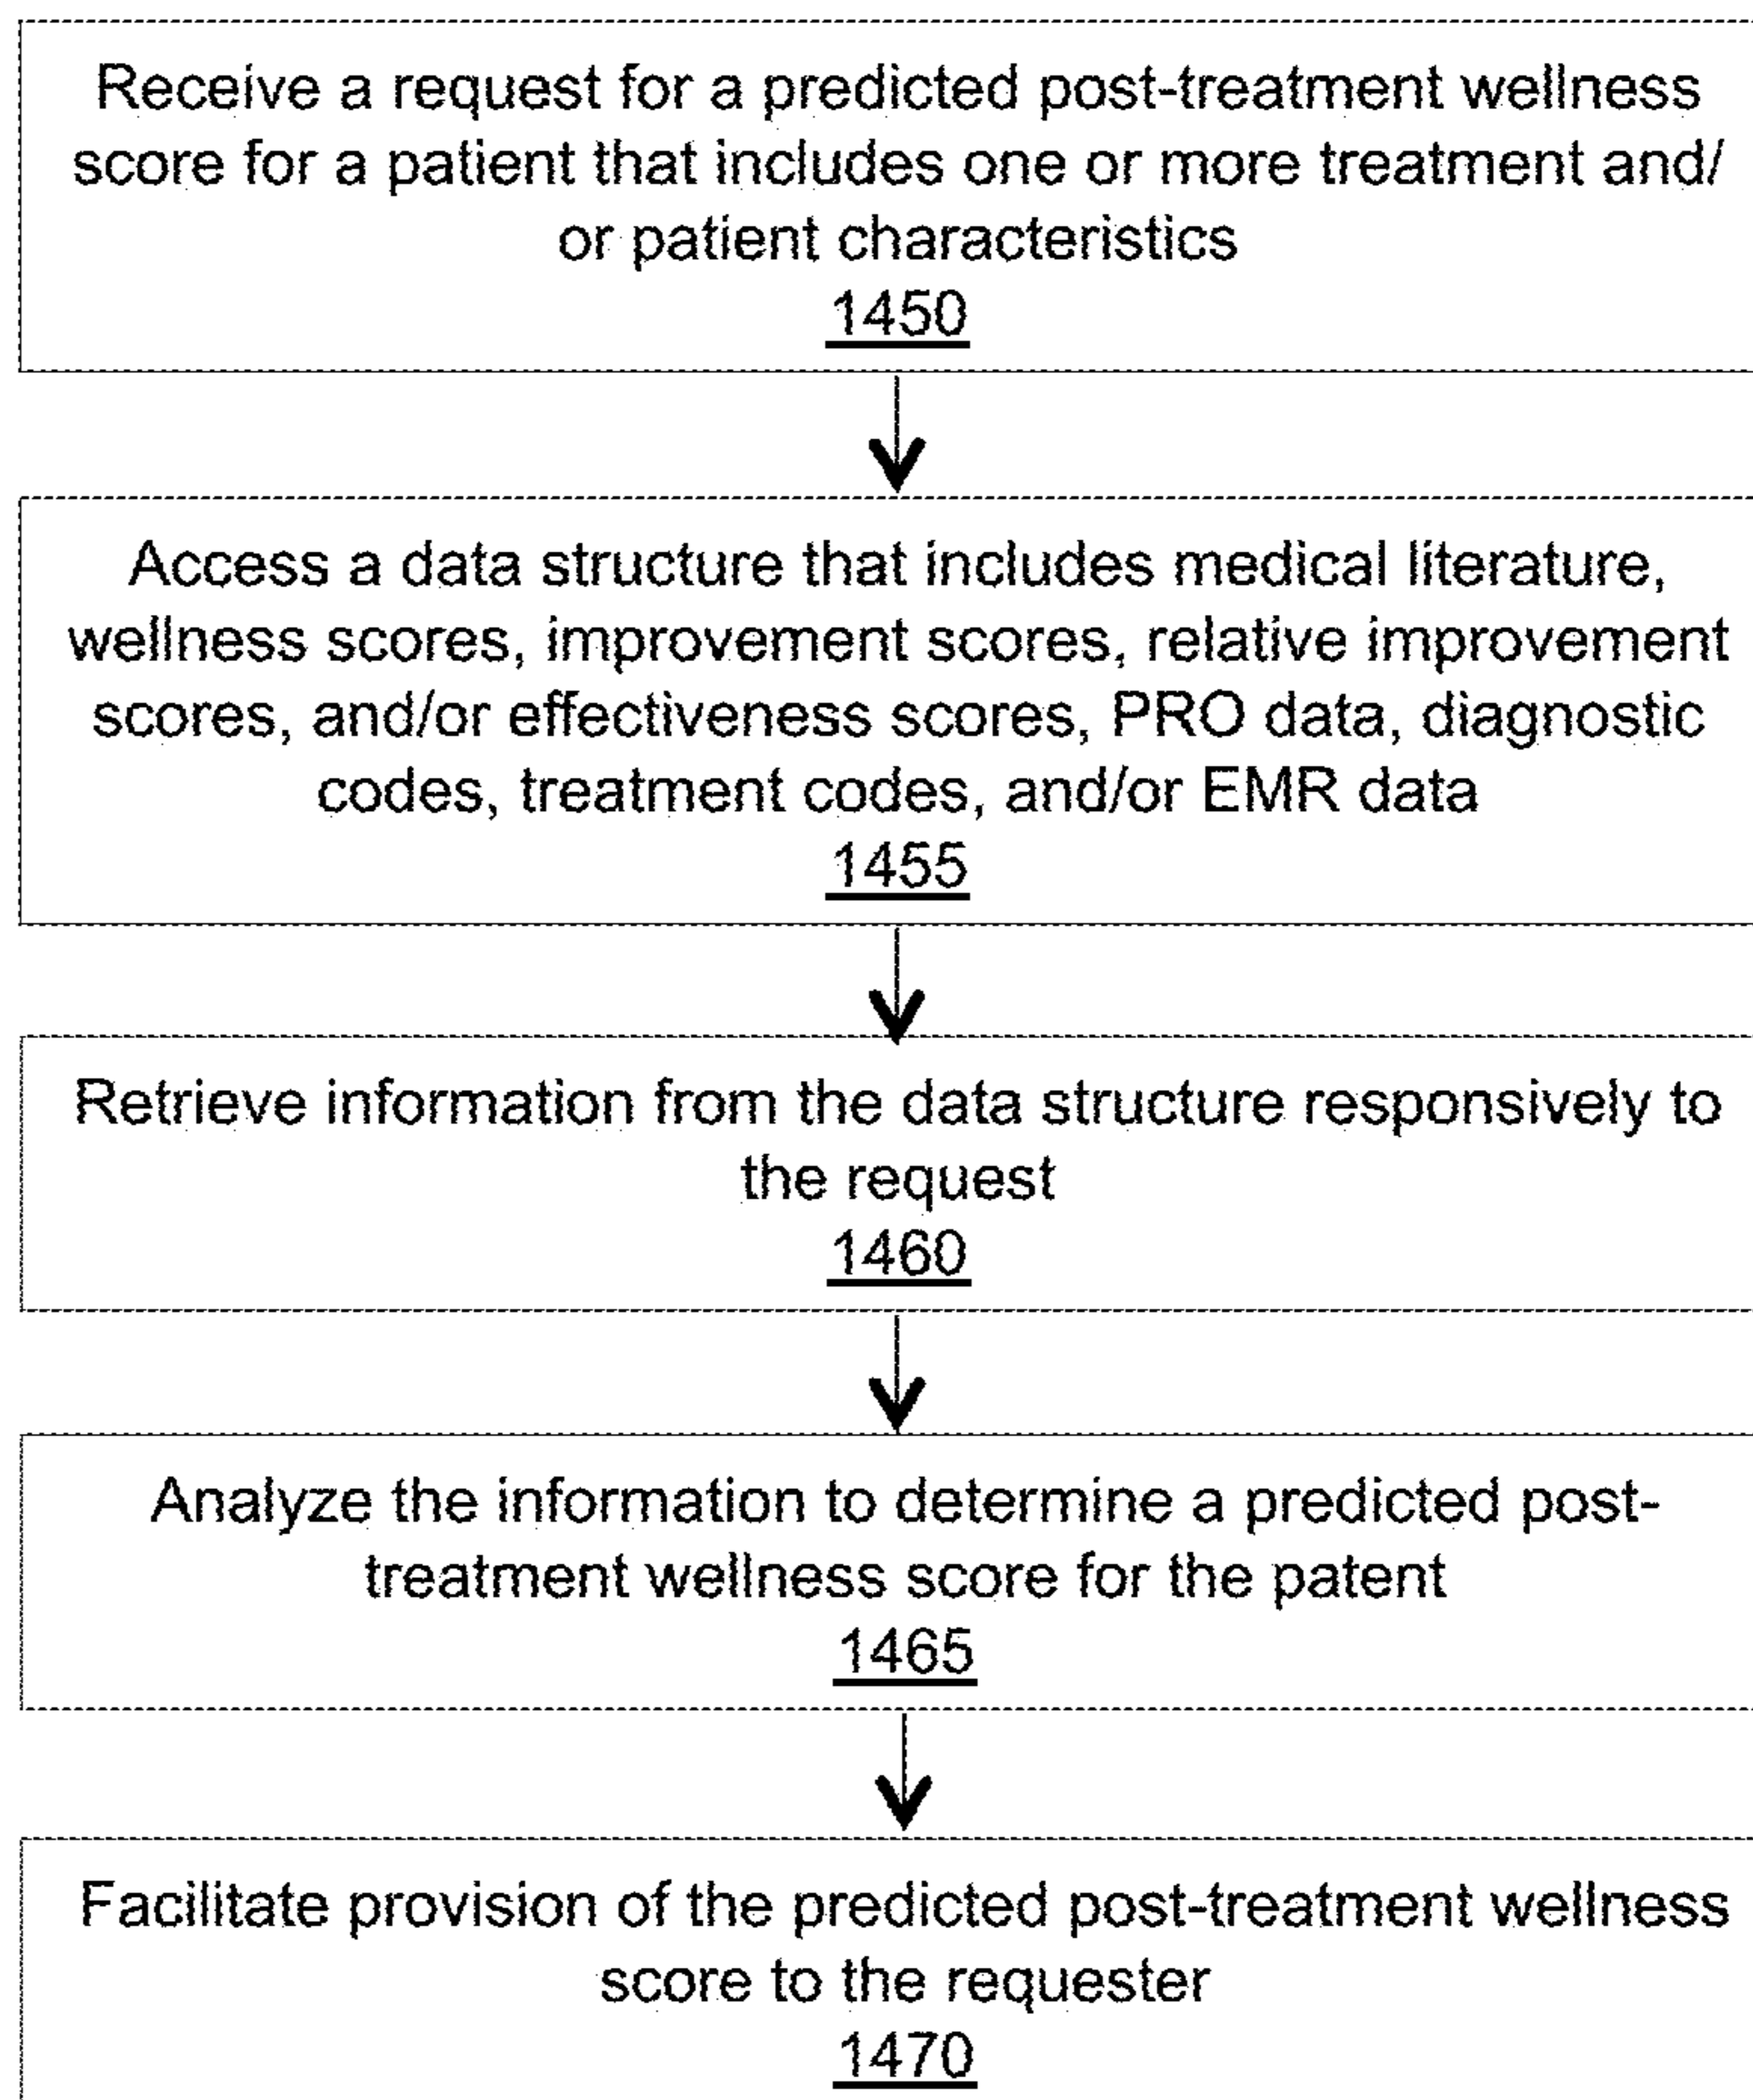 Receive a request for a predicted post-treatment wellness
score for a patient that includes one or more treatment and/
or patient characteristics
1450
Access a data structure that includes medical literature,
wellness scores, improvement scores, relative improvement
scores, and/or effectiveness scores, PRO data, diagnostic
codes, treatment codes, and/or EMR data
1455
Retrieve information from the data structure responsively to
the request
1460
Analyze the information to determine a predicted post-
treatment wellness score for the patent
1465
Facilitate provision of the predicted post-treatment wellness
score to the requester
1470